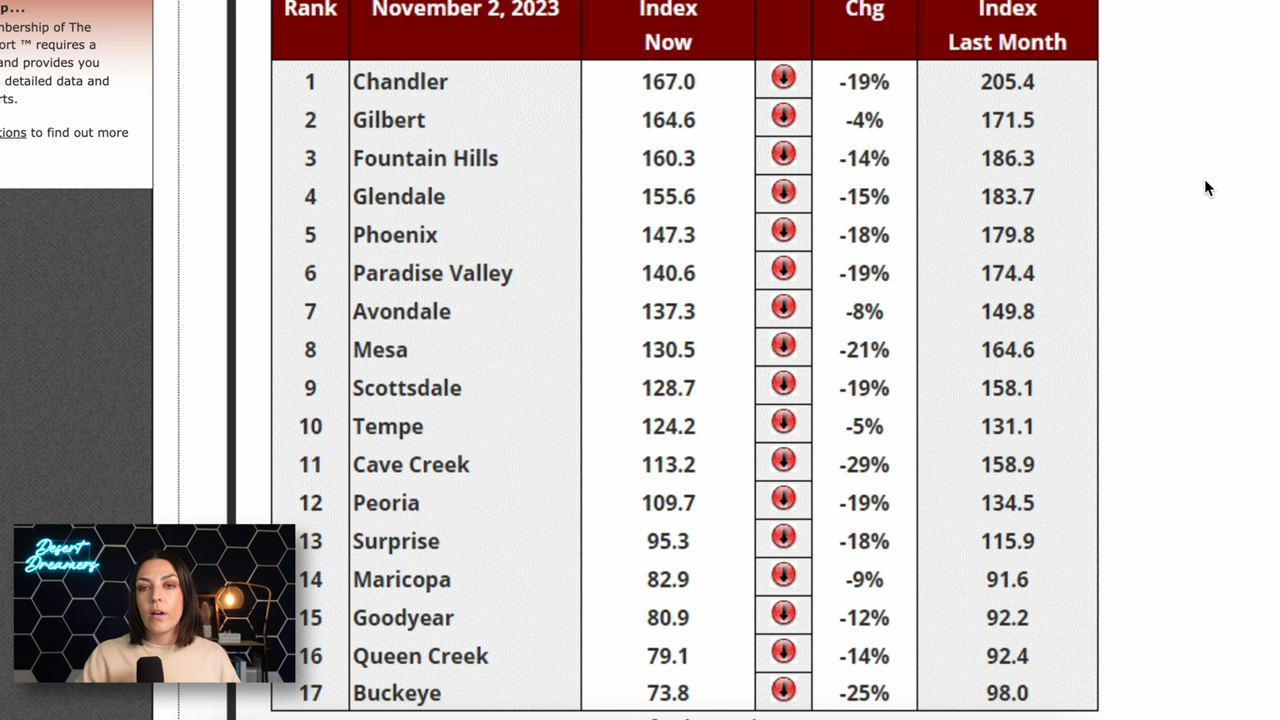 p...
mbership of The
ort ™ requires a
and provides you
detailed data and
rts.
tions to find out more
Rank November 2, 2023 Index Now Chg Index Last Month
1 Chandler 167.0 -19% 205.4
2 Gilbert 164.6 -4% 171.5
3 Fountain Hills 160.3 -14% 186.3
4 Glendale 155.6 -15% 183.7
5 Phoenix 147.3 -18% 179.8
6 Paradise Valley 140.6 -19% 174.4
7 Avondale 137.3 -8% 149.8
8 Mesa 130.5 -21% 164.6
9 Scottsdale 128.7 -19% 158.1
10 Tempe 124.2 -5% 131.1
11 Cave Creek 113.2 -29% 158.9
12 Peoria 109.7 -19% 134.5
13 Surprise 95.3 -18% 115.9
14 Maricopa 82.9 -9% 91.6
15 Goodyear 80.9 -12% 92.2
16 Queen Creek 79.1 -14% 92.4
17 Buckeye 73.8 -25% 98.0
Desert
Dreamers